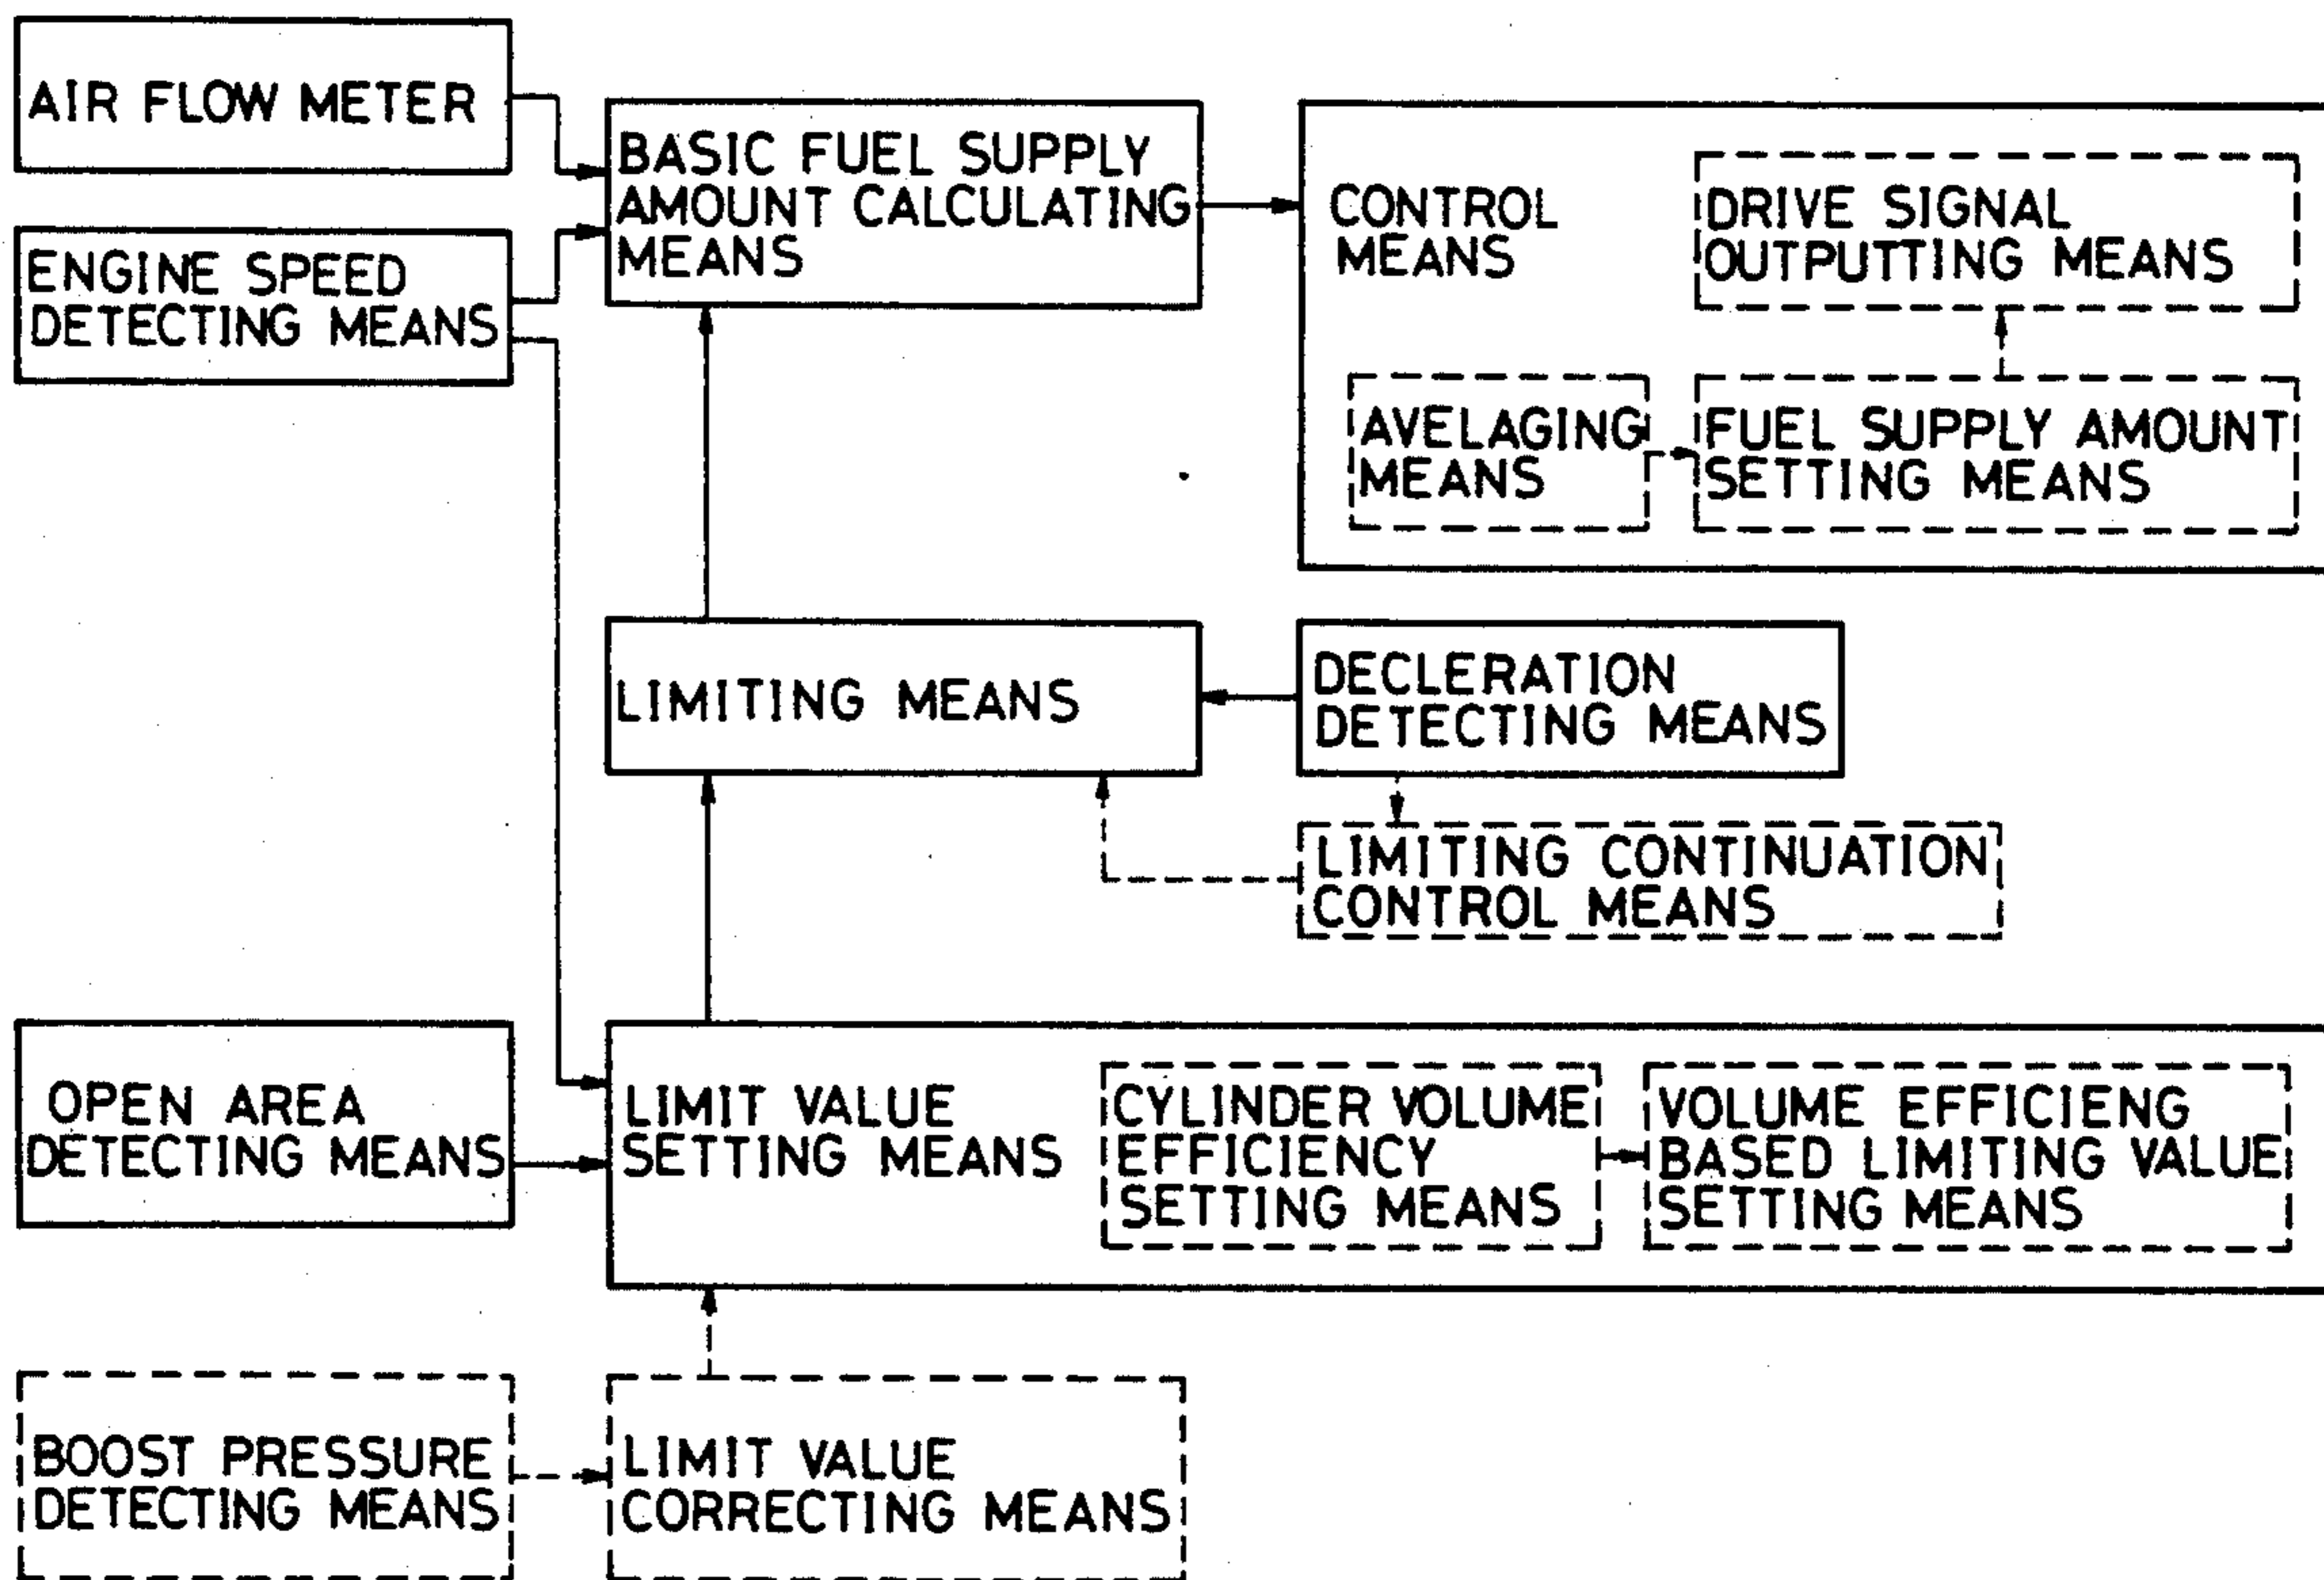 AIR FLOW METER
BASIC FUEL SUPPLY
AMOUNT CALCULATING
MEANS
ENGINE SPEED
DETECTING MEANS
CONTROL
MEANS
DRIVE SIGNAL
OUTPUTTING MEANS
AVELAGING
MEANS
FUEL SUPPLY AMOUNT
SETTING MEANS
LIMITING MEANS
DECLERATION
DETECTING MEANS
LIMITING CONTINUATION
CONTROL MEANS
OPEN AREA
DETECTING MEANS
LIMIT VALUE
SETTING MEANS
CYLINDER VOLUME
EFFICIENCY
SETTING MEANS
VOLUME EFFICIENG
BASED LIMITING VALUE
SETTING MEANS
BOOST PRESSURE
DETECTING MEANS
LIMIT VALUE
CORRECTING MEANS